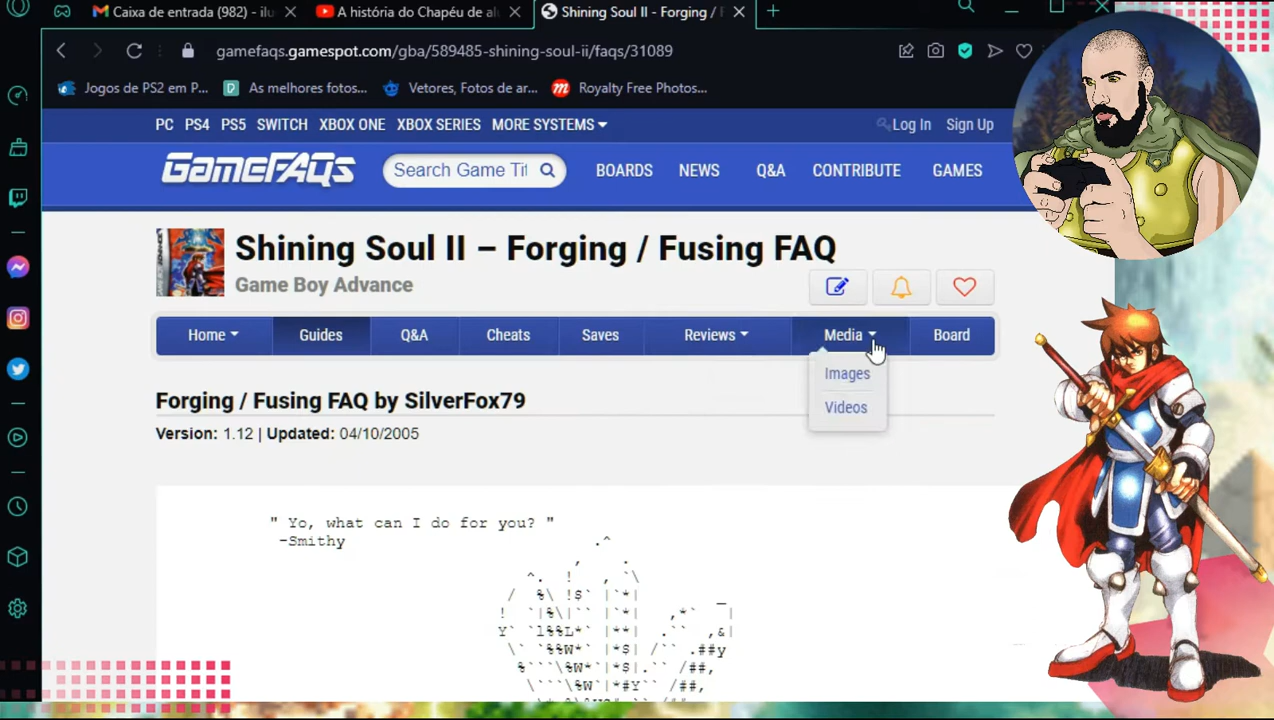 Caixa de entrada (982) - ilu
A história do Chapéu de al
Shining Soul II - Forging / F
gamefaqs.gamespot.com/gba/589485-shining-soul-ii/faqs/31089
Jogos de PS2 em P...
As melhores fotos...
Vetores, Fotos de ar...
Royalty Free Photos...
PC PS4 PS5 SWITCH XBOX ONE XBOX SERIES MORE SYSTEMS
Log In Sign Up
GameFAQs
Search Game Tit
BOARDS NEWS Q&A CONTRIBUTE GAMES
Shining Soul II – Forging / Fusing FAQ
Game Boy Advance
Home Guides Q&A Cheats Saves Reviews Media Board
Images
Videos
Forging / Fusing FAQ by SilverFox79
Version: 1.12 | Updated: 04/10/2005
" Yo, what can I do for you? "
-Smithy